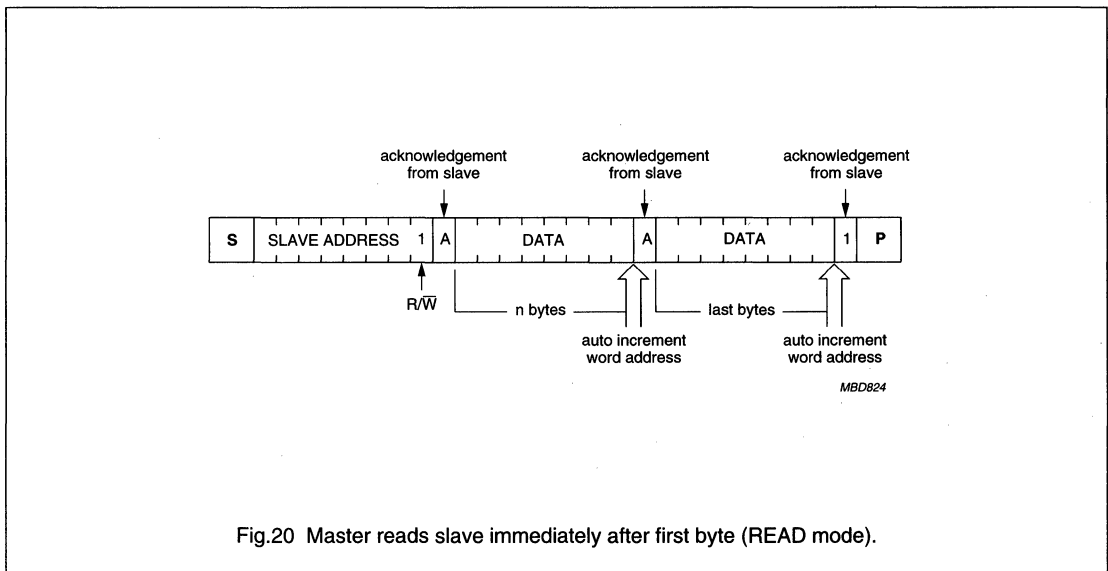 acknowledgement
from slave
acknowledgement
from slave
acknowledgement
from slave
S SLAVE ADDRESS 1 A DATA A DATA 1 P
R/W̅
n bytes
last bytes
auto increment
word address
auto increment
word address
MBD824
Fig.20 Master reads slave immediately after first byte (READ mode).